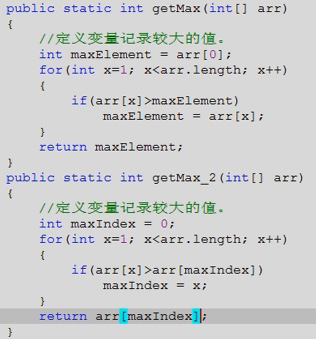 public static int getMax(int[] arr)
{
//定义变量记录较大的值。
int maxElement = arr[0];
for(int x=1; x<arr.length; x++)
{
if(arr[x]>maxElement)
maxElement = arr[x];
}
return maxElement;
}
public static int getMax_2(int[] arr)
{
//定义变量记录较大的值。
int maxIndex = 0;
for(int x=1; x<arr.length; x++)
{
if(arr[x]>arr[maxIndex])
maxIndex = x;
}
return arr[maxIndex];
}